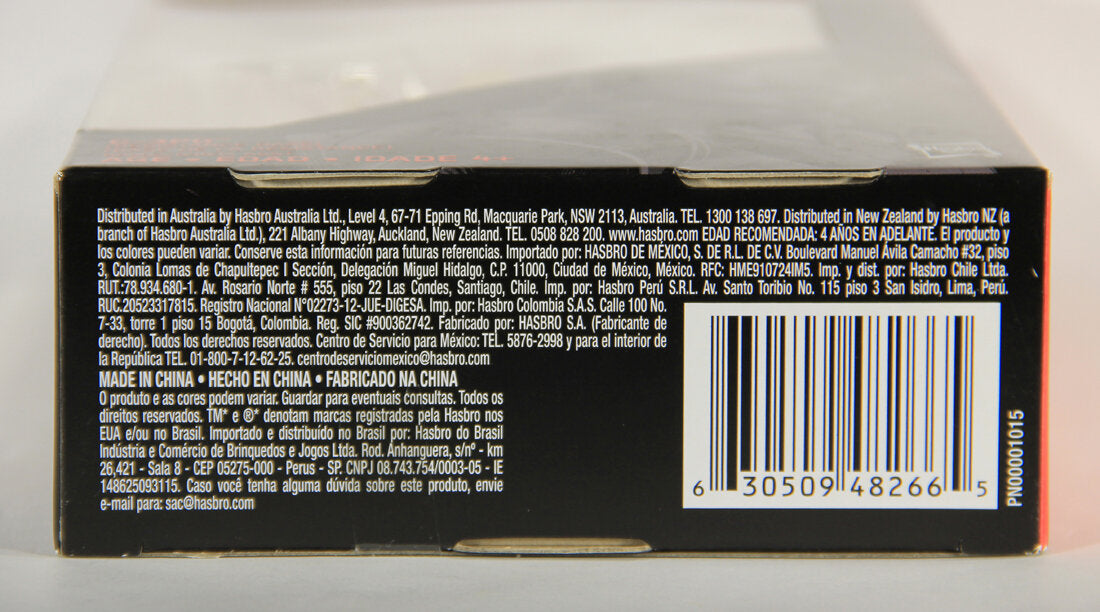 AGE • EDAD • IDADE 4+
Distributed in Australia by Hasbro Australia Ltd., Level 4, 67-71 Epping Rd, Macquarie Park, NSW 2113, Australia. TEL. 1300 138 697. Distributed in New Zealand by Hasbro NZ (a
branch of Hasbro Australia Ltd.), 221 Albany Highway, Auckland, New Zealand. TEL. 0508 828 200. www.hasbro.com EDAD RECOMENDADA: 4 AÑOS EN ADELANTE. El producto y
los colores pueden variar. Conserve esta información para futuras referencias. Importado por: HASBRO DE MÉXICO, S. DE R.L. DE C.V. Boulevard Manuel Ávila Camacho #32, piso
3, Colonia Lomas de Chapultepec I Sección, Delegación Miguel Hidalgo, C.P. 11000, Ciudad de México, México. RFC: HME910724IM5. Imp. y dist. por: Hasbro Chile Ltda.
RUT:78.934.680-1. Av. Rosario Norte # 555, piso 22 Las Condes, Santiago, Chile. Imp. por: Hasbro Perú S.R.L. Av. Santo Toribio No. 115 piso 3 San Isidro, Lima, Perú.
RUC.20523317815. Registro Nacional N°02273-12-JUE-DIGESA. Imp. por: Hasbro Colombia S.A.S. Calle 100 No.
7-33, torre 1 piso 15 Bogotá, Colombia. Reg. SIC #900362742. Fabricado por: HASBRO S.A. (Fabricante de
derecho). Todos los derechos reservados. Centro de Servicio para México: TEL. 5876-2998 y para el interior de
la República TEL. 01-800-7-12-62-25. centrodeserviciomexico@hasbro.com
MADE IN CHINA • HECHO EN CHINA • FABRICADO NA CHINA
O produto e as cores podem variar. Guardar para eventuais consultas. Todos os
direitos reservados. TM* e ®* denotam marcas registradas pela Hasbro nos
EUA e/ou no Brasil. Importado e distribuído no Brasil por: Hasbro do Brasil
Indústria e Comércio de Brinquedos e Jogos Ltda. Rod. Anhanguera, s/nº - km
26,421 - Sala 8 - CEP 05275-000 - Perus - SP. CNPJ 08.743.754/0003-05 - IE
148625093115. Caso você tenha alguma dúvida sobre este produto, envie
e-mail para: sac@hasbro.com
6 30509 48266 5
PN00001015